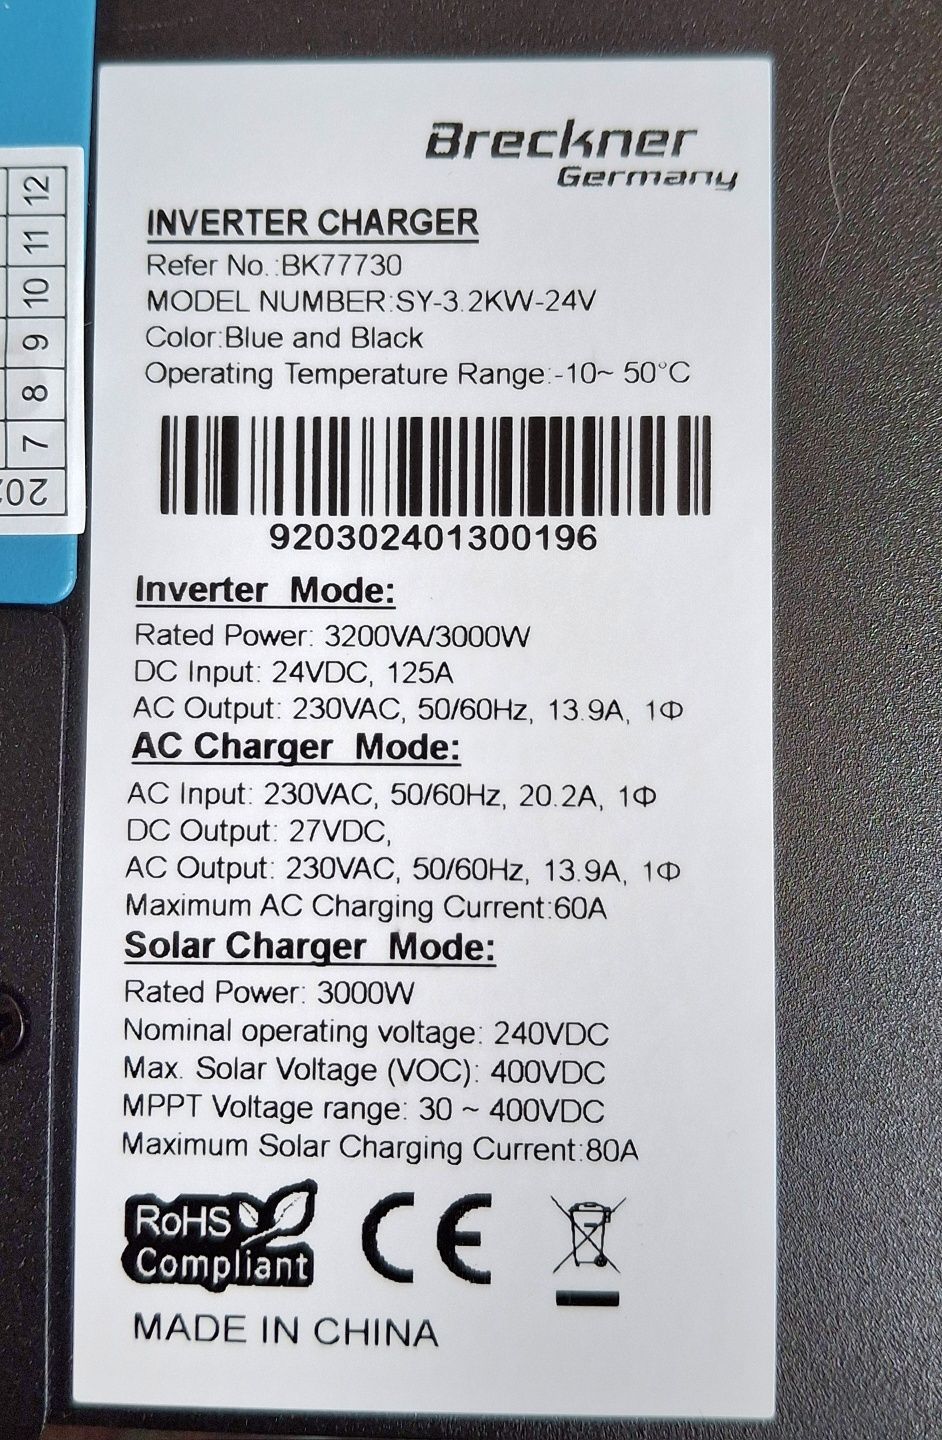 Breckner
Germany
INVERTER CHARGER
Refer No.:BK77730
MODEL NUMBER:SY-3.2KW-24V
Color:Blue and Black
Operating Temperature Range:-10~ 50°C
920302401300196
Inverter Mode:
Rated Power: 3200VA/3000W
DC Input: 24VDC, 125A
AC Output: 230VAC, 50/60Hz, 13.9A, 1Φ
AC Charger Mode:
AC Input: 230VAC, 50/60Hz, 20.2A, 1Φ
DC Output: 27VDC,
AC Output: 230VAC, 50/60Hz, 13.9A, 1Φ
Maximum AC Charging Current:60A
Solar Charger Mode:
Rated Power: 3000W
Nominal operating voltage: 240VDC
Max. Solar Voltage (VOC): 400VDC
MPPT Voltage range: 30 ~ 400VDC
Maximum Solar Charging Current:80A
RoHS
Compliant
CE
MADE IN CHINA
7 8 9 10 11 12